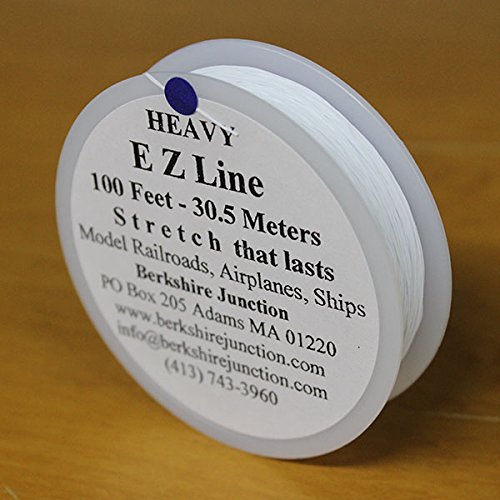 HEAVY
E Z Line
100 Feet - 30.5 Meters
Stretch that lasts
Model Railroads, Airplanes, Ships
Berkshire Junction
PO Box 205 Adams MA 01220
www.berkshirejunction.com
info@berkshirejunction.com
(413) 743-3960